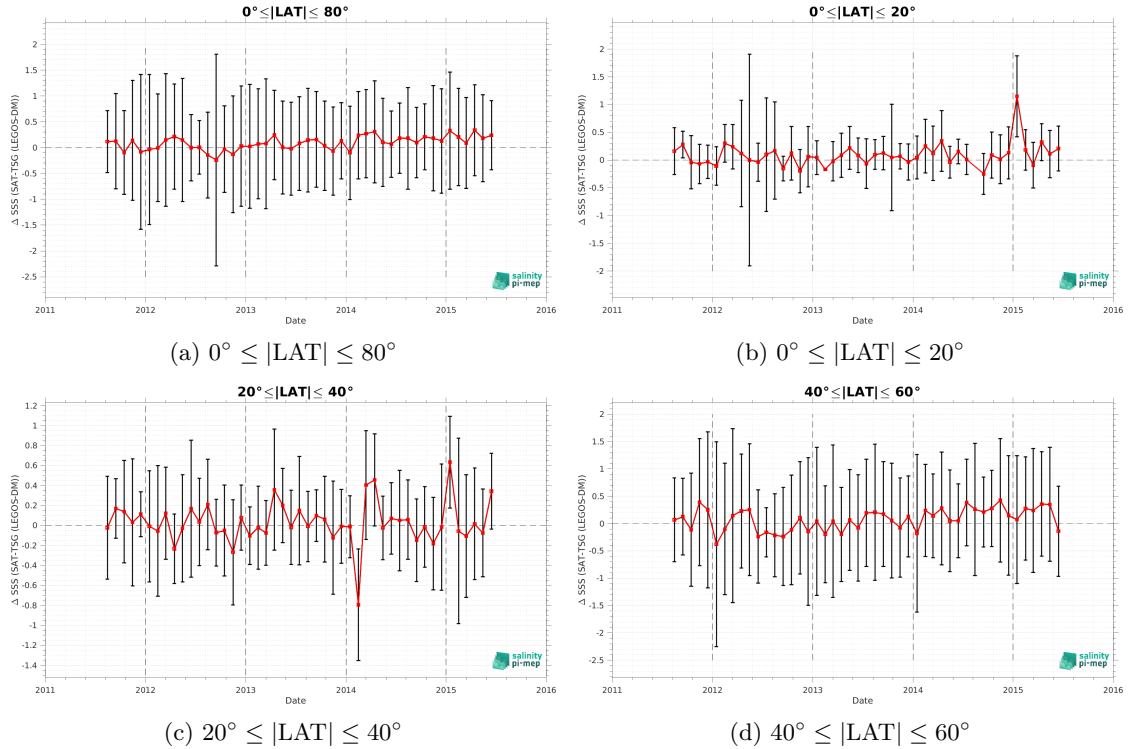 0°≤|LAT|≤ 80°
Δ SSS (SAT-TSG (LEGOS-DM))
2
1.5
1
0.5
0
-0.5
-1
-1.5
-2
-2.5
2011
2012
2013
2014
2015
2016
Date
salinity
pi-mep
(a) 0° ≤ |LAT| ≤ 80°
0°≤|LAT|≤ 20°
Δ SSS (SAT-TSG (LEGOS-DM))
2
1.5
1
0.5
0
-0.5
-1
-1.5
-2
2011
2012
2013
2014
2015
2016
Date
salinity
pi-mep
(b) 0° ≤ |LAT| ≤ 20°
20°≤|LAT|≤ 40°
Δ SSS (SAT-TSG (LEGOS-DM))
1.2
1
0.8
0.6
0.4
0.2
0
-0.2
-0.4
-0.6
-0.8
-1
-1.2
-1.4
2011
2012
2013
2014
2015
2016
Date
salinity
pi-mep
(c) 20° ≤ |LAT| ≤ 40°
40°≤|LAT|≤ 60°
Δ SSS (SAT-TSG (LEGOS-DM))
2
1.5
1
0.5
0
-0.5
-1
-1.5
-2
-2.5
2011
2012
2013
2014
2015
2016
Date
salinity
pi-mep
(d) 40° ≤ |LAT| ≤ 60°